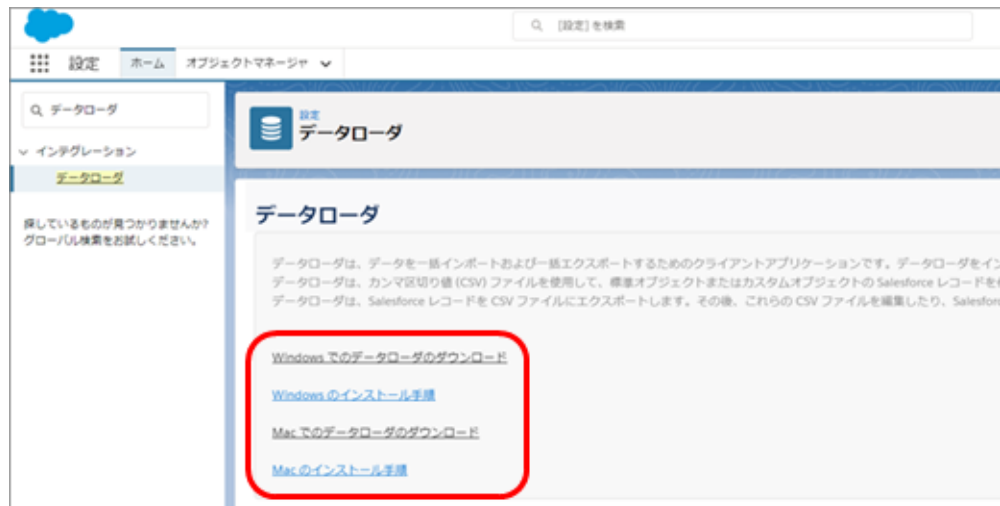 [設定] を検索
設定 ホーム オブジェクトマネージャ
データローダ
インテグレーション
データローダ
探しているものが見つかりませんか?
グローバル検索をお試しください。
設定
データローダ
データローダ
データローダは、データを一括インポートおよび一括エクスポートするためのクライアントアプリケーションです。データローダをイン
データローダは、カンマ区切り値 (CSV) ファイルを使用して、標準オブジェクトまたはカスタムオブジェクトの Salesforce レコードを
データローダは、Salesforce レコードを CSV ファイルにエクスポートします。その後、これらの CSV ファイルを編集したり、Salesforc
Windows でのデータローダのダウンロード
Windows のインストール手順
Mac でのデータローダのダウンロード
Mac のインストール手順